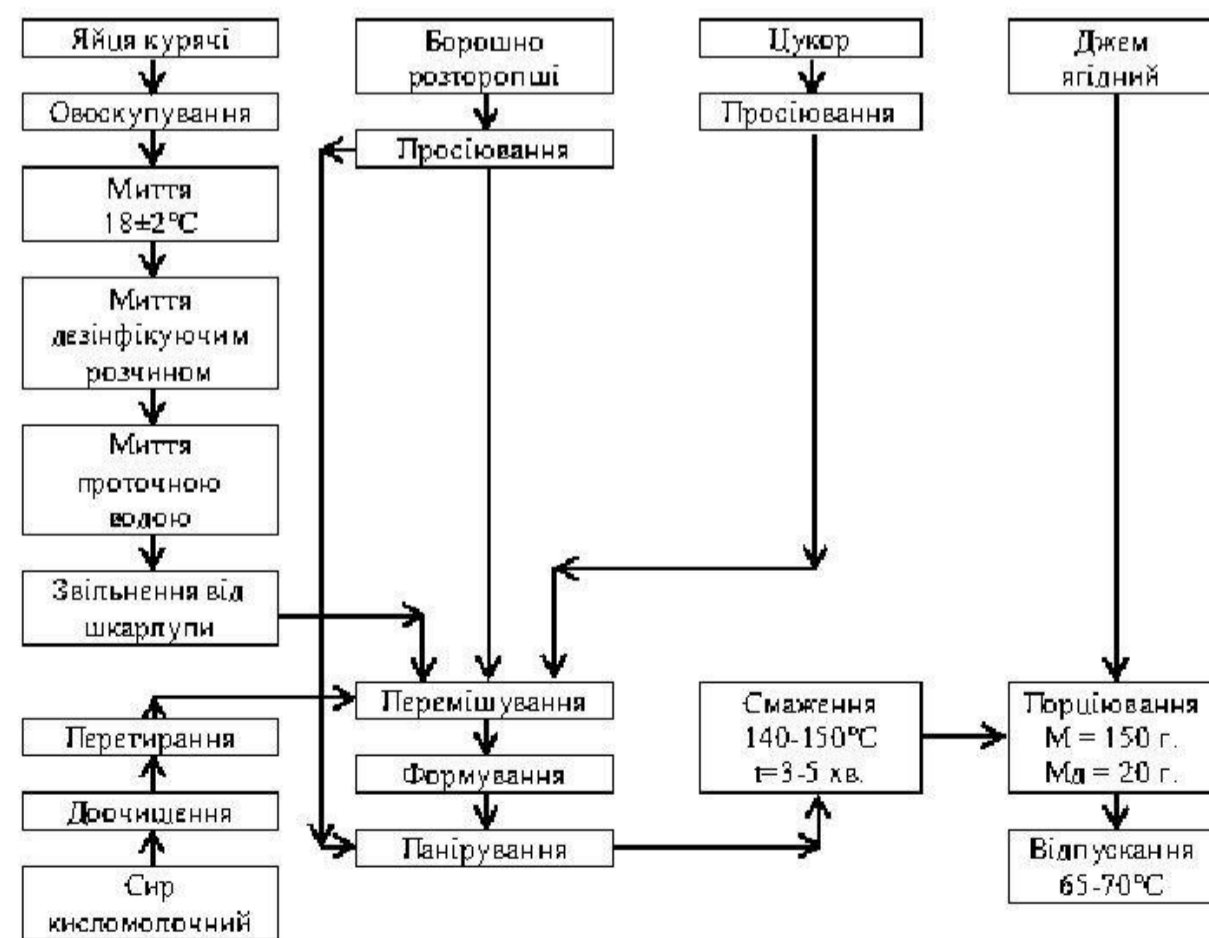 Яйця курячі
Овоскупування
Миття
18±2°C
Миття
дезінфікуючим
розчином
Миття
проточною
водою
Звільнення від
шкарлупи
Перетирання
Доочищення
Сир
кисломолочний
Борошно
розторопші
Просіювання
Перемішування
Формування
Панірування
Цукор
Просіювання
Смаження
140-150°C
t=3-5 хв.
Джем
ягідний
Порціювання
М = 150 г.
Мд = 20 г.
Відпускання
65-70°C